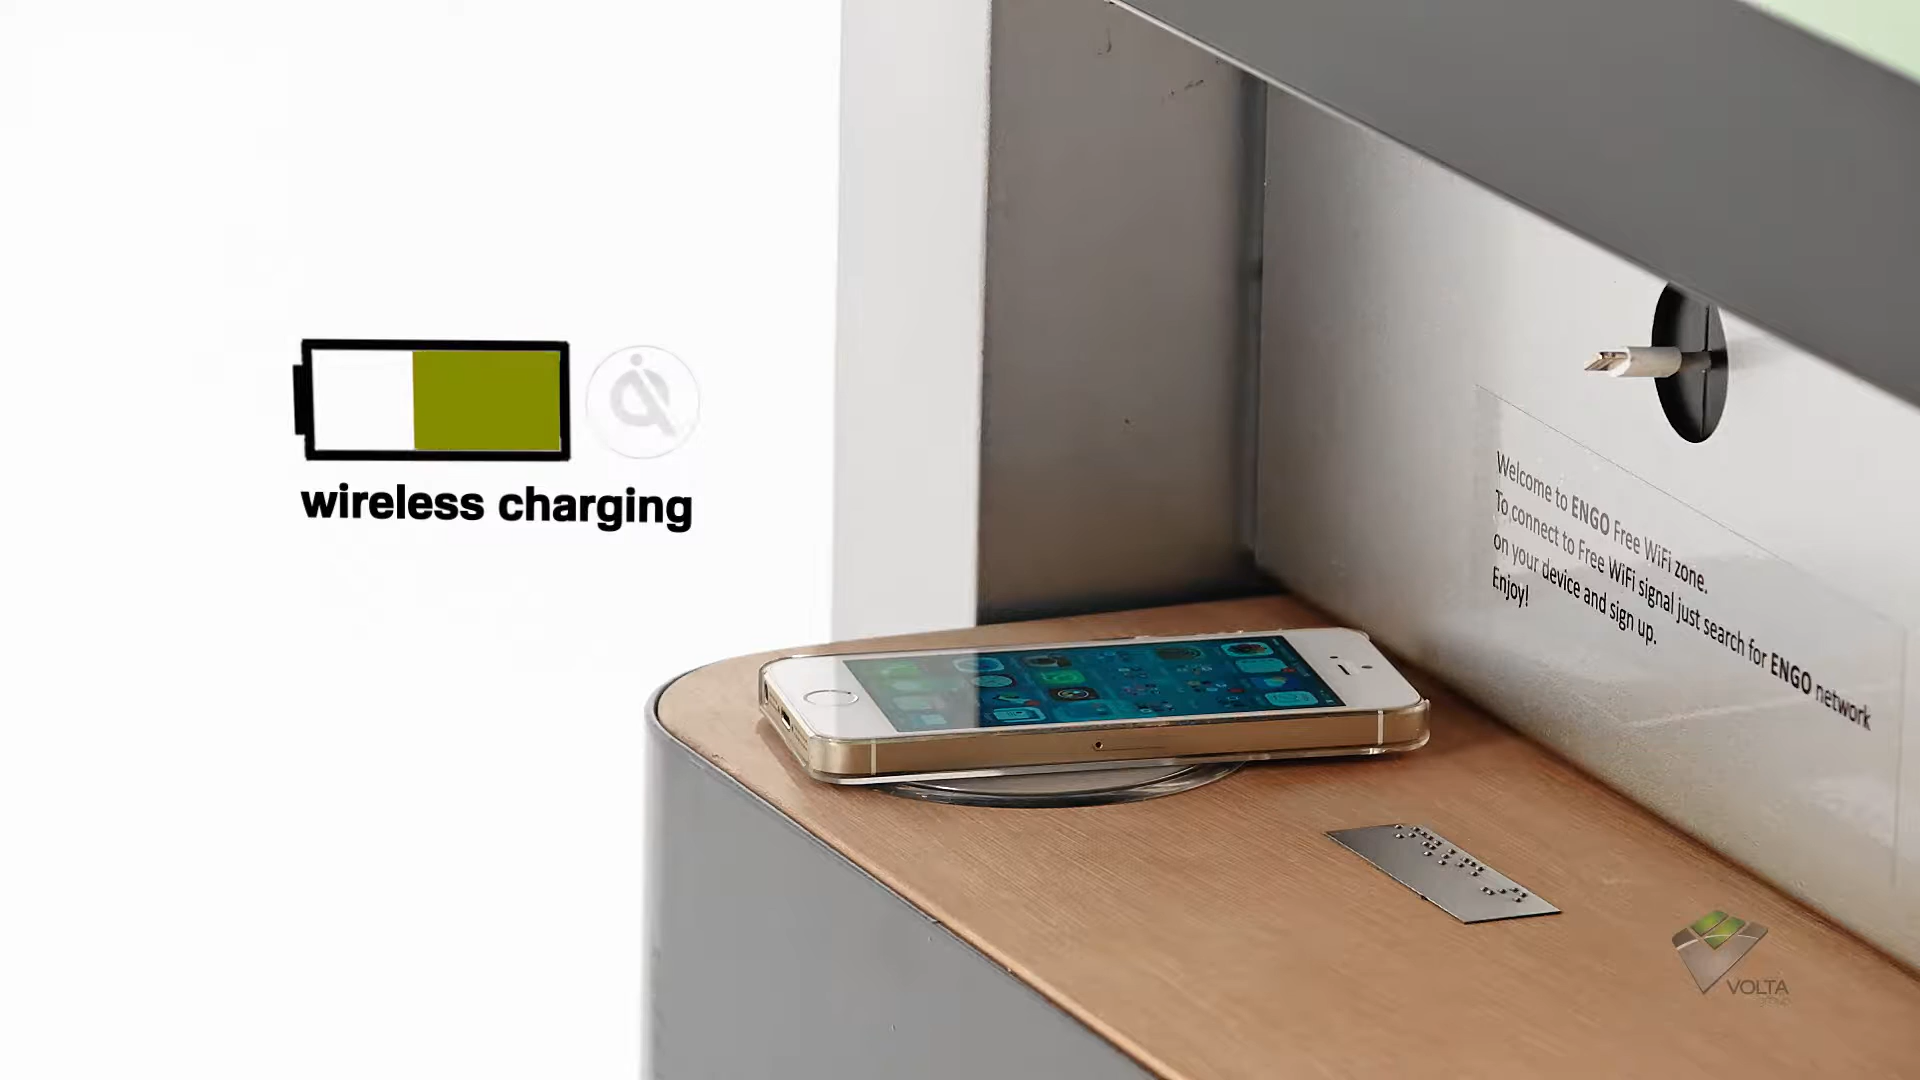 wireless charging
Welcome to ENGO Free WiFi zone.
To connect to Free WiFi signal just search for ENGO network
on your device and sign up.
Enjoy!
VOLTA